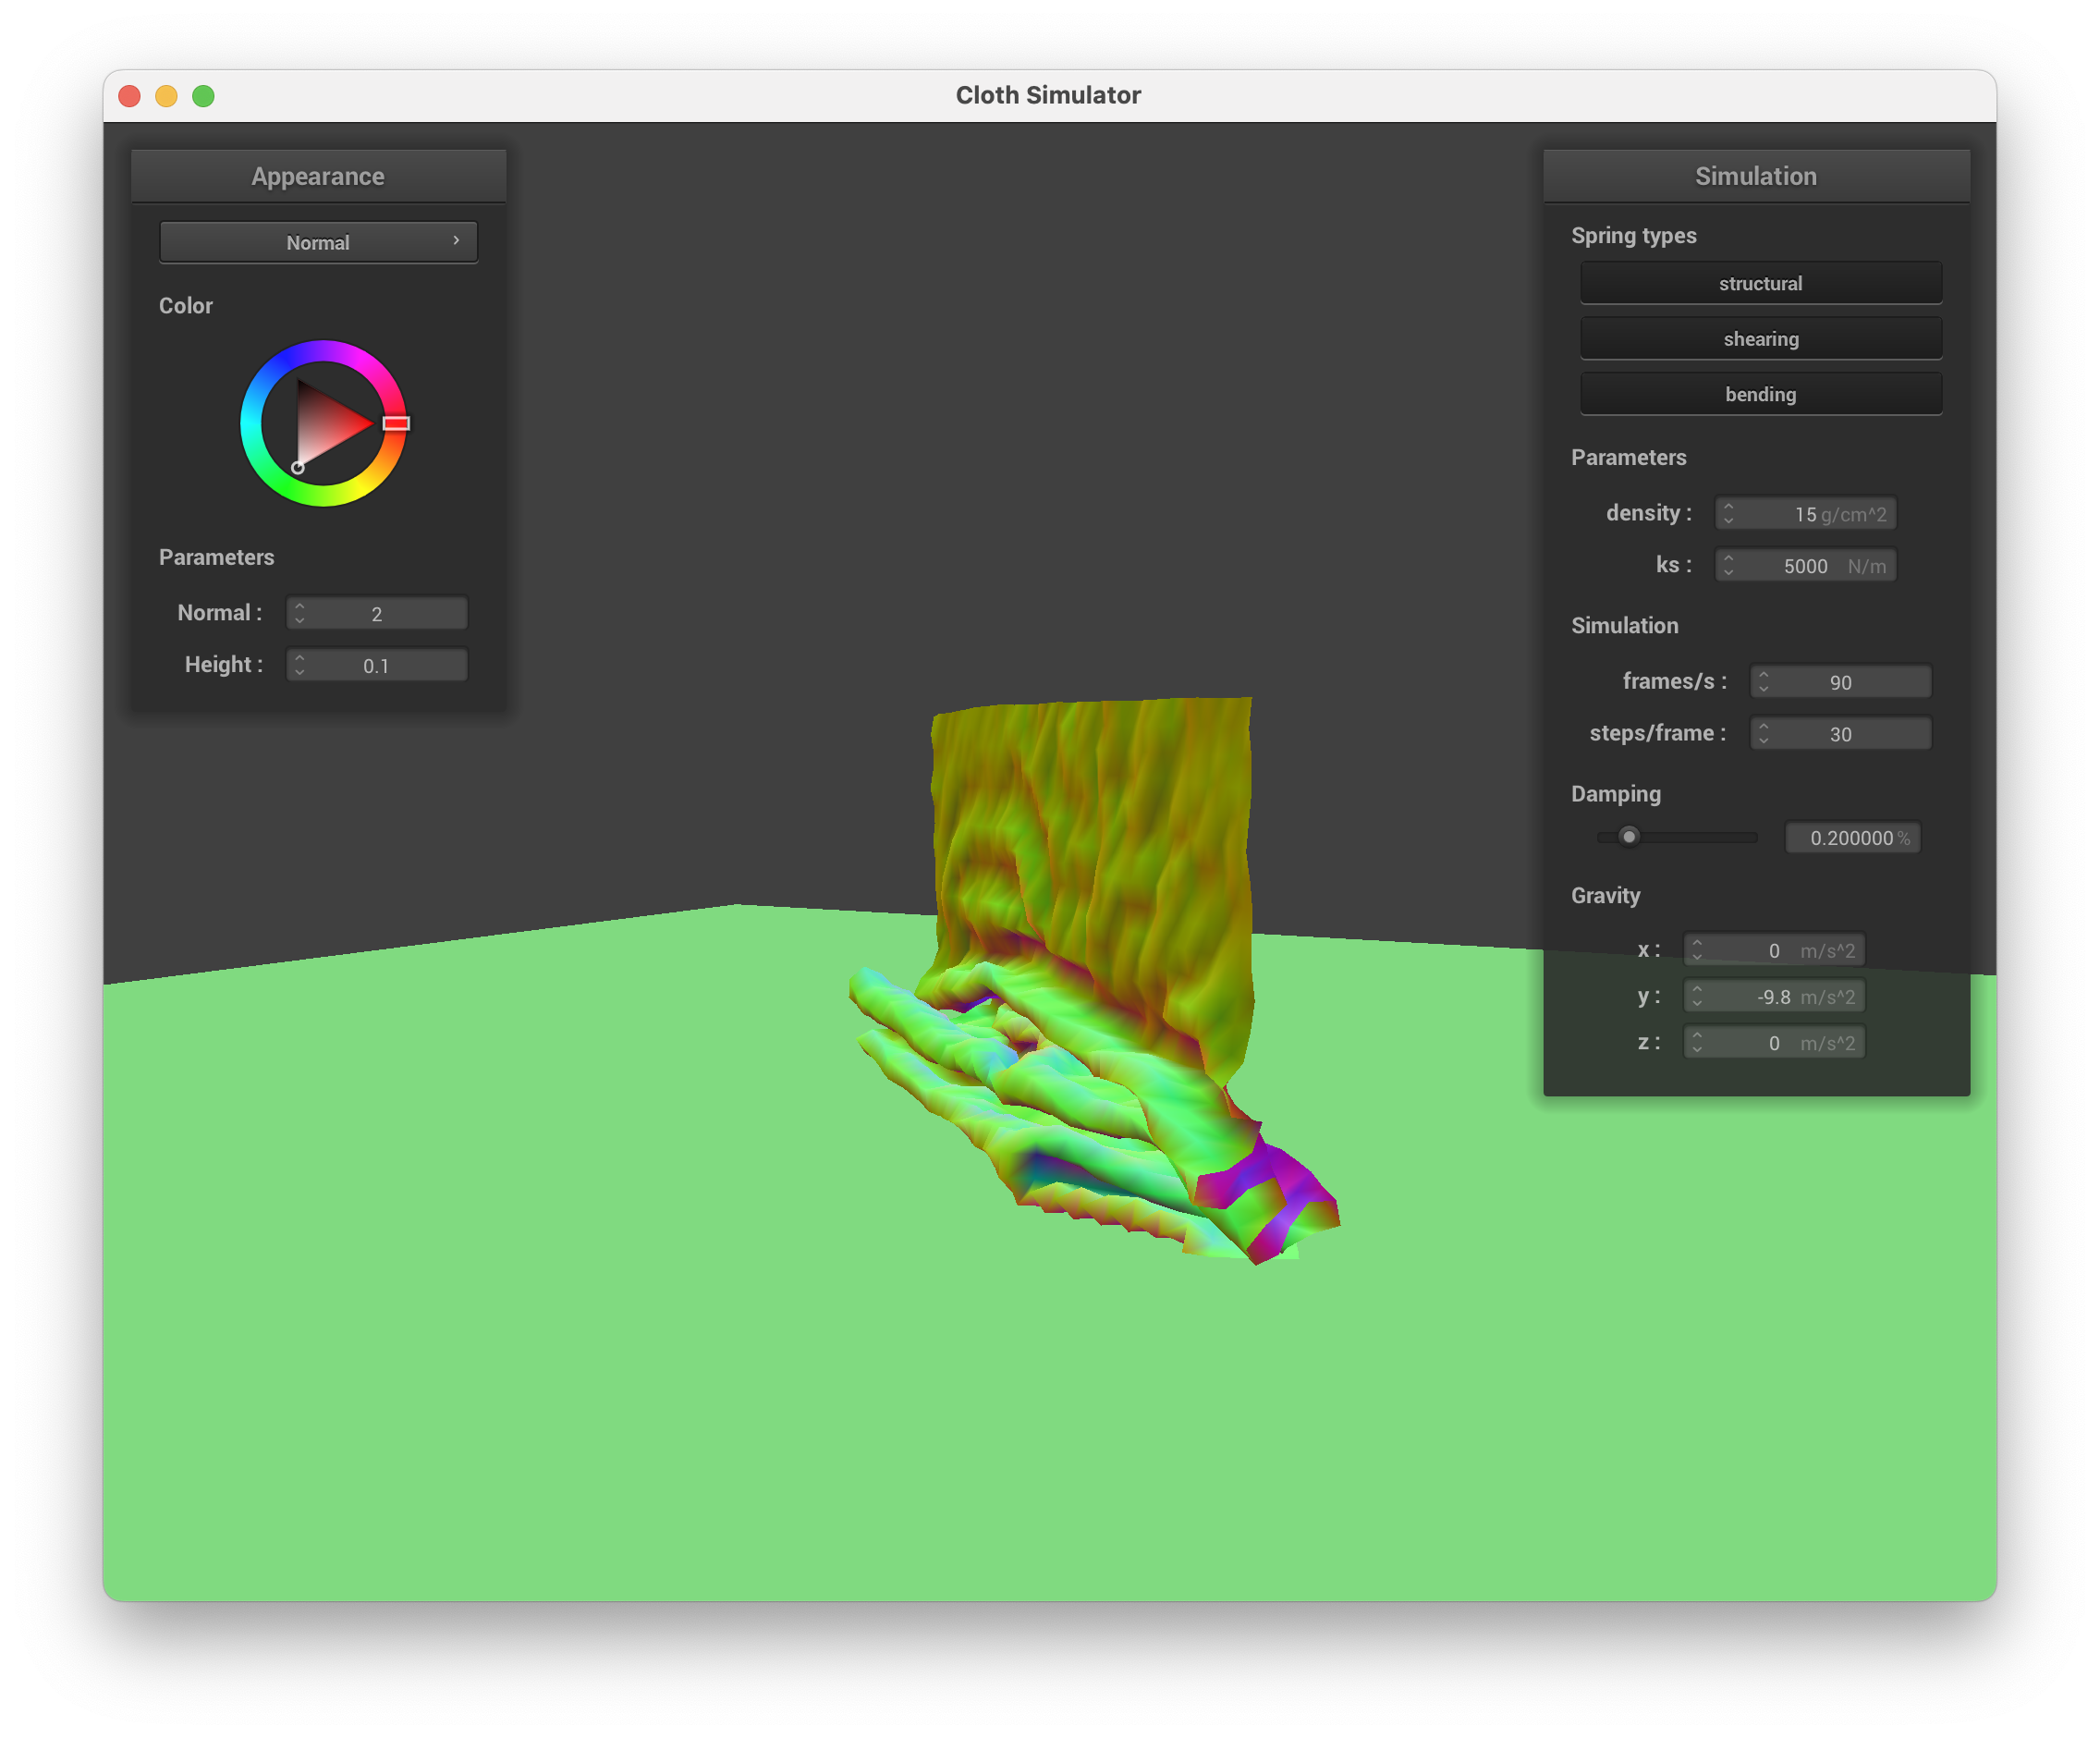 Cloth Simulator
Appearance
Normal
Color
Parameters
Normal : 2
Height : 0.1
Simulation
Spring types
structural
shearing
bending
Parameters
density : 15 g/cm^2
ks : 5000 N/m
Simulation
frames/s : 90
steps/frame : 30
Damping
0.200000 %
Gravity
x : 0 m/s^2
y : -9.8 m/s^2
z : 0 m/s^2